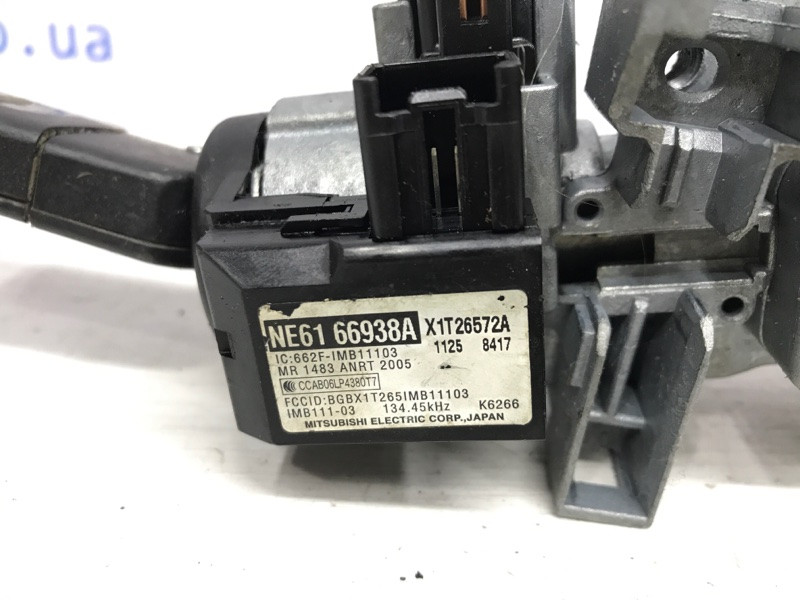 .ua
NE61 66938A X1T26572A
1125 8417
IC:662F-IMB11103
MR 1483 ANRT 2005
CCAB06LP4380T7
FCCID:BGBX1T265IMB11103
IMB111-03 134.45kHz K6266
MITSUBISHI ELECTRIC CORP.,JAPAN